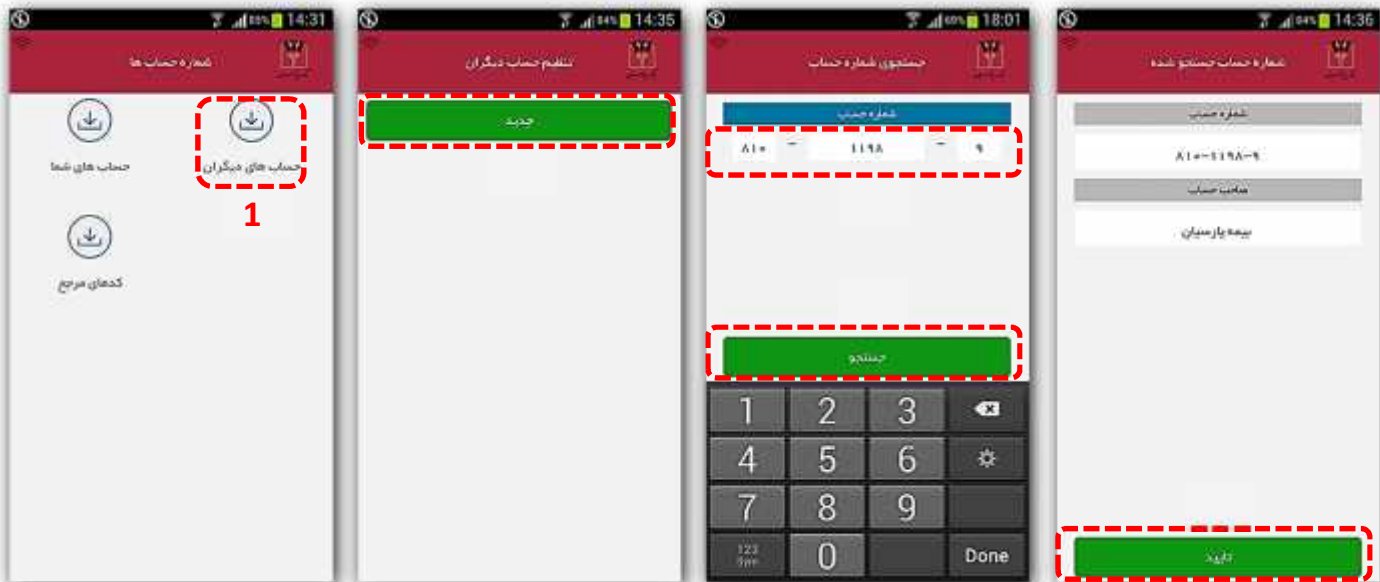 14:31
شماره حساب ها
حساب های دیگران
حساب های شما
1
کدهای مرجع
14:35
تنظیم حساب دیگران
جدید
18:01
جستجوی شماره حساب
شماره حساب
۸۱۰ - ۱۱۹۸ - ۹
جستجو
1 2 3
4 5 6
7 8 9
123
Sym
0
Done
84% 14:36
شماره حساب جستجو شده
شماره حساب
۸۱۰-۱۱۹۸-۹
صاحب حساب
بیمه پارسیان
تایید